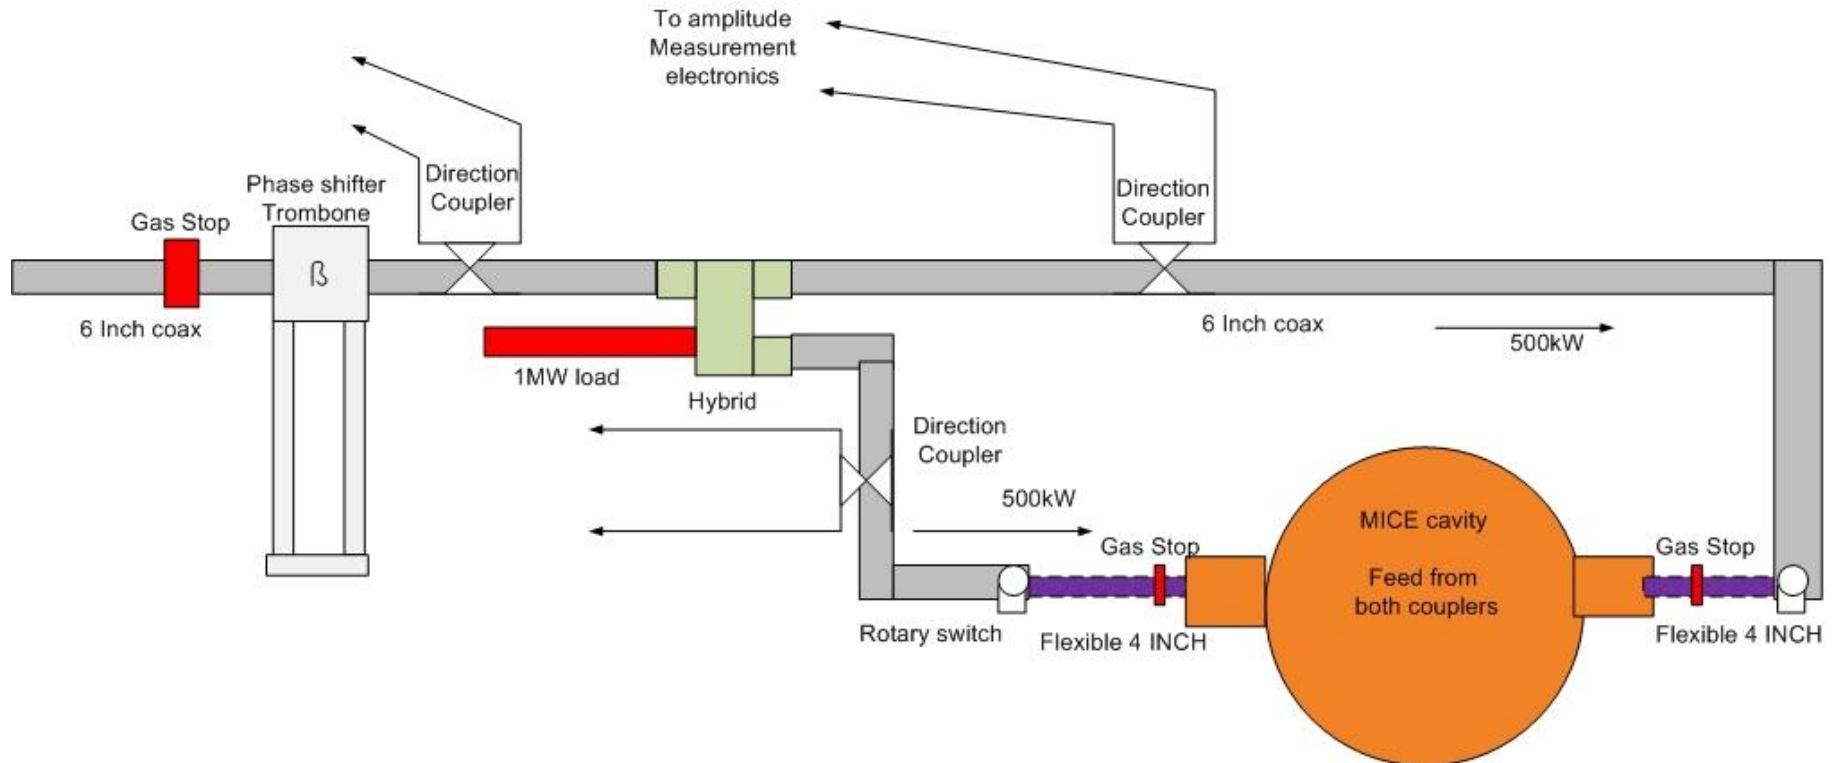 To amplitude
Measurement
electronics
Direction
Coupler
Phase shifter
Trombone
Gas Stop
ß
6 Inch coax
Direction
Coupler
6 Inch coax
500kW
1MW load
Hybrid
Direction
Coupler
500kW
MICE cavity
Feed from
both couplers
Gas Stop
Gas Stop
Rotary switch
Flexible 4 INCH
Flexible 4 INCH